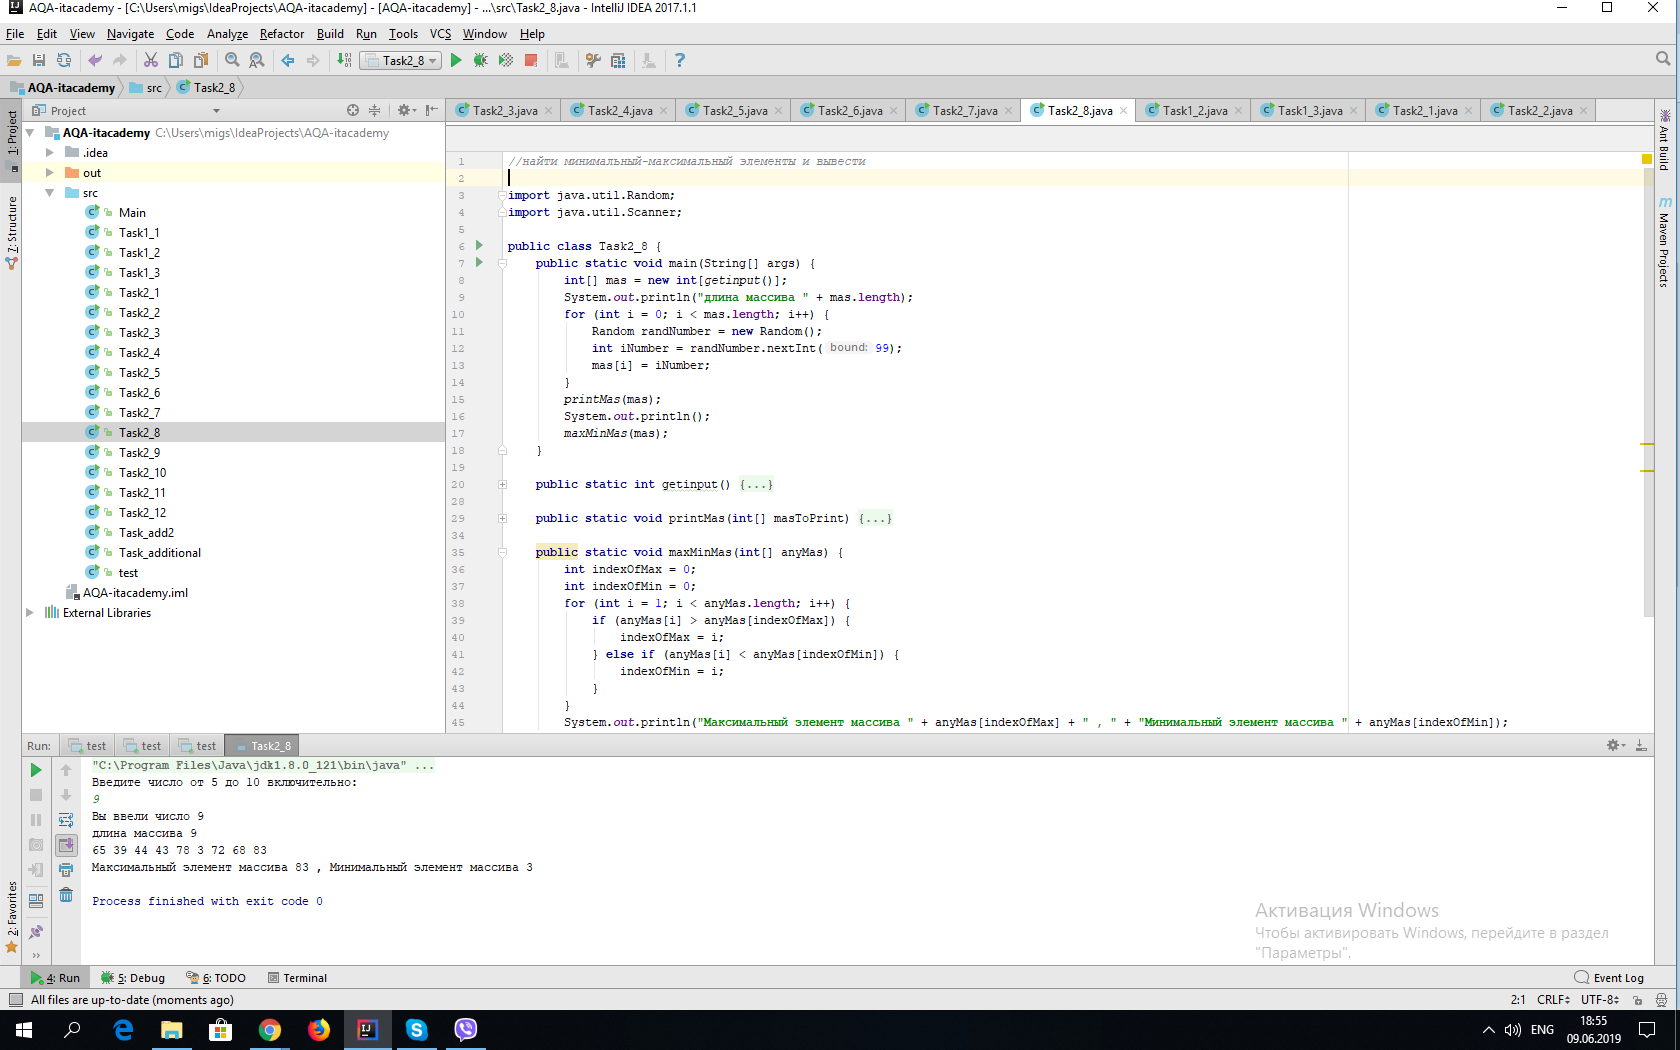 AQA-itacademy - [C:\Users\migs\IdeaProjects\AQA-itacademy] - [AQA-itacademy] - ...\src\Task2_8.java - IntelliJ IDEA 2017.1.1
File Edit View Navigate Code Analyze Refactor Build Run Tools VCS Window Help
Task2_8
AQA-itacademy src Task2_8
Project
Task2_3.java Task2_4.java Task2_5.java Task2_6.java Task2_7.java Task2_8.java Task1_2.java Task1_3.java Task2_1.java Task2_2.java
1: Project
7: Structure
2: Favorites
AQA-itacademy C:\Users\migs\IdeaProjects\AQA-itacademy
.idea
out
src
Main
Task1_1
Task1_2
Task1_3
Task2_1
Task2_2
Task2_3
Task2_4
Task2_5
Task2_6
Task2_7
Task2_8
Task2_9
Task2_10
Task2_11
Task2_12
Task_add2
Task_additional
test
AQA-itacademy.iml
External Libraries
1 //найти минимальный-максимальный элементы и вывести
2
3 import java.util.Random;
4 import java.util.Scanner;
5
6 public class Task2_8 {
7 public static void main(String[] args) {
8 int[] mas = new int[getinput()];
9 System.out.println("длина массива " + mas.length);
10 for (int i = 0; i < mas.length; i++) {
11 Random randNumber = new Random();
12 int iNumber = randNumber.nextInt( bound: 99);
13 mas[i] = iNumber;
14 }
15 printMas(mas);
16 System.out.println();
17 maxMinMas(mas);
18 }
19
20 public static int getinput() {...}
28
29 public static void printMas(int[] masToPrint) {...}
34
35 public static void maxMinMas(int[] anyMas) {
36 int indexOfMax = 0;
37 int indexOfMin = 0;
38 for (int i = 1; i < anyMas.length; i++) {
39 if (anyMas[i] > anyMas[indexOfMax]) {
40 indexOfMax = i;
41 } else if (anyMas[i] < anyMas[indexOfMin]) {
42 indexOfMin = i;
43 }
44 }
45 System.out.println("Максимальный элемент массива " + anyMas[indexOfMax] + " , " + "Минимальный элемент массива " + anyMas[indexOfMin]);
Ant Build
m Maven Projects
Run: test test test Task2_8
"C:\Program Files\Java\jdk1.8.0_121\bin\java" ...
Введите число от 5 до 10 включительно:
9
Вы ввели число 9
длина массива 9
65 39 44 43 78 3 72 68 83
Максимальный элемент массива 83 , Минимальный элемент массива 3
Process finished with exit code 0
Активация Windows
Чтобы активировать Windows, перейдите в раздел
"Параметры".
4: Run 5: Debug 6: TODO Terminal Event Log
All files are up-to-date (moments ago) 2:1 CRLF UTF-8
ENG 18:55
09.06.2019